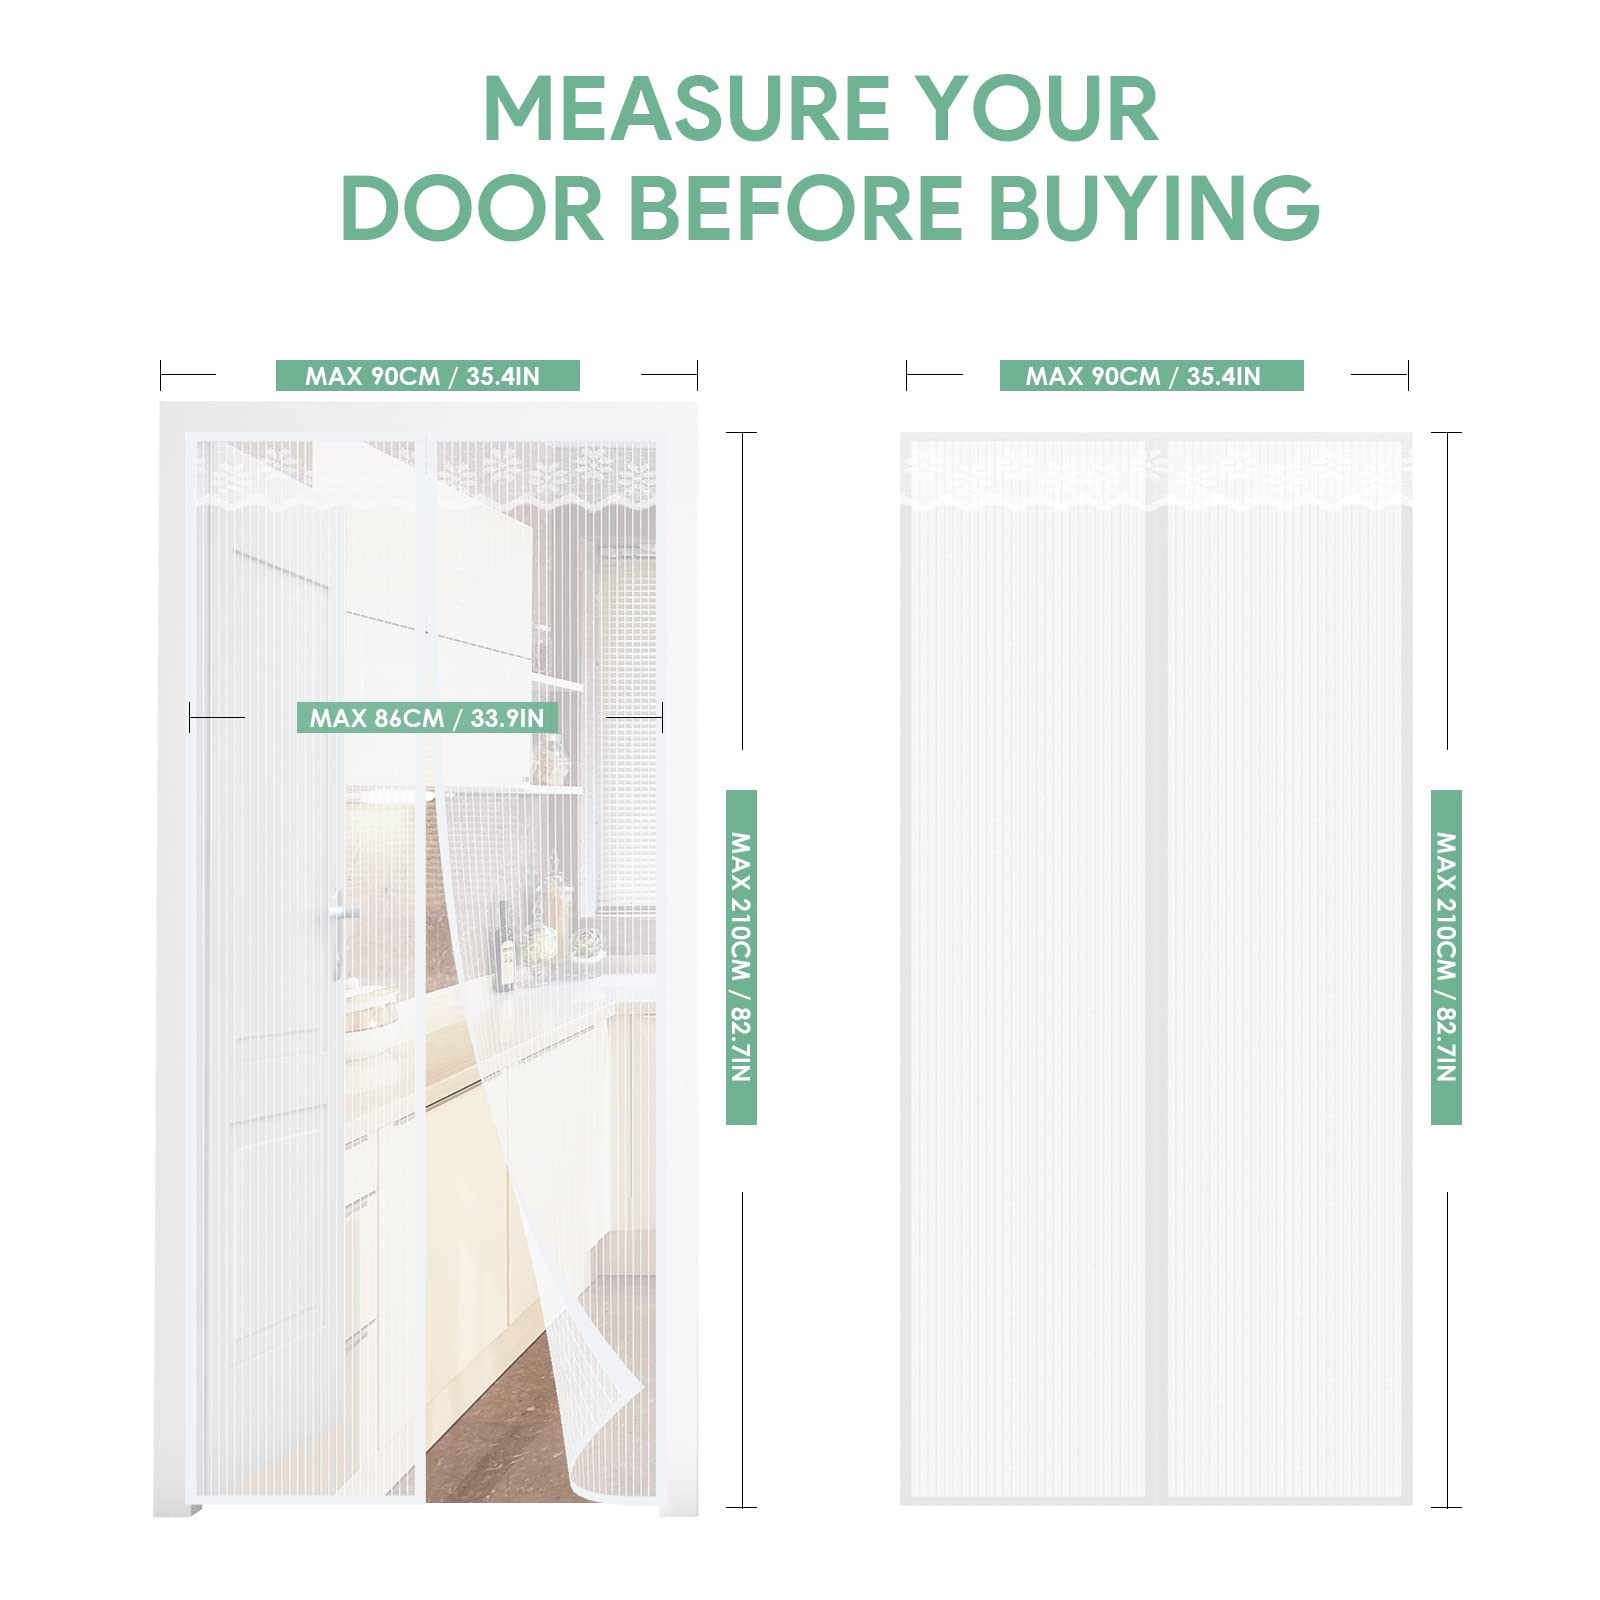 MEASURE YOUR
DOOR BEFORE BUYING
MAX 90CM / 35.4IN
MAX 90CM / 35.4IN
MAX 86CM / 33.9IN
MAX 210CM / 82.7IN
MAX 210CM / 82.7IN